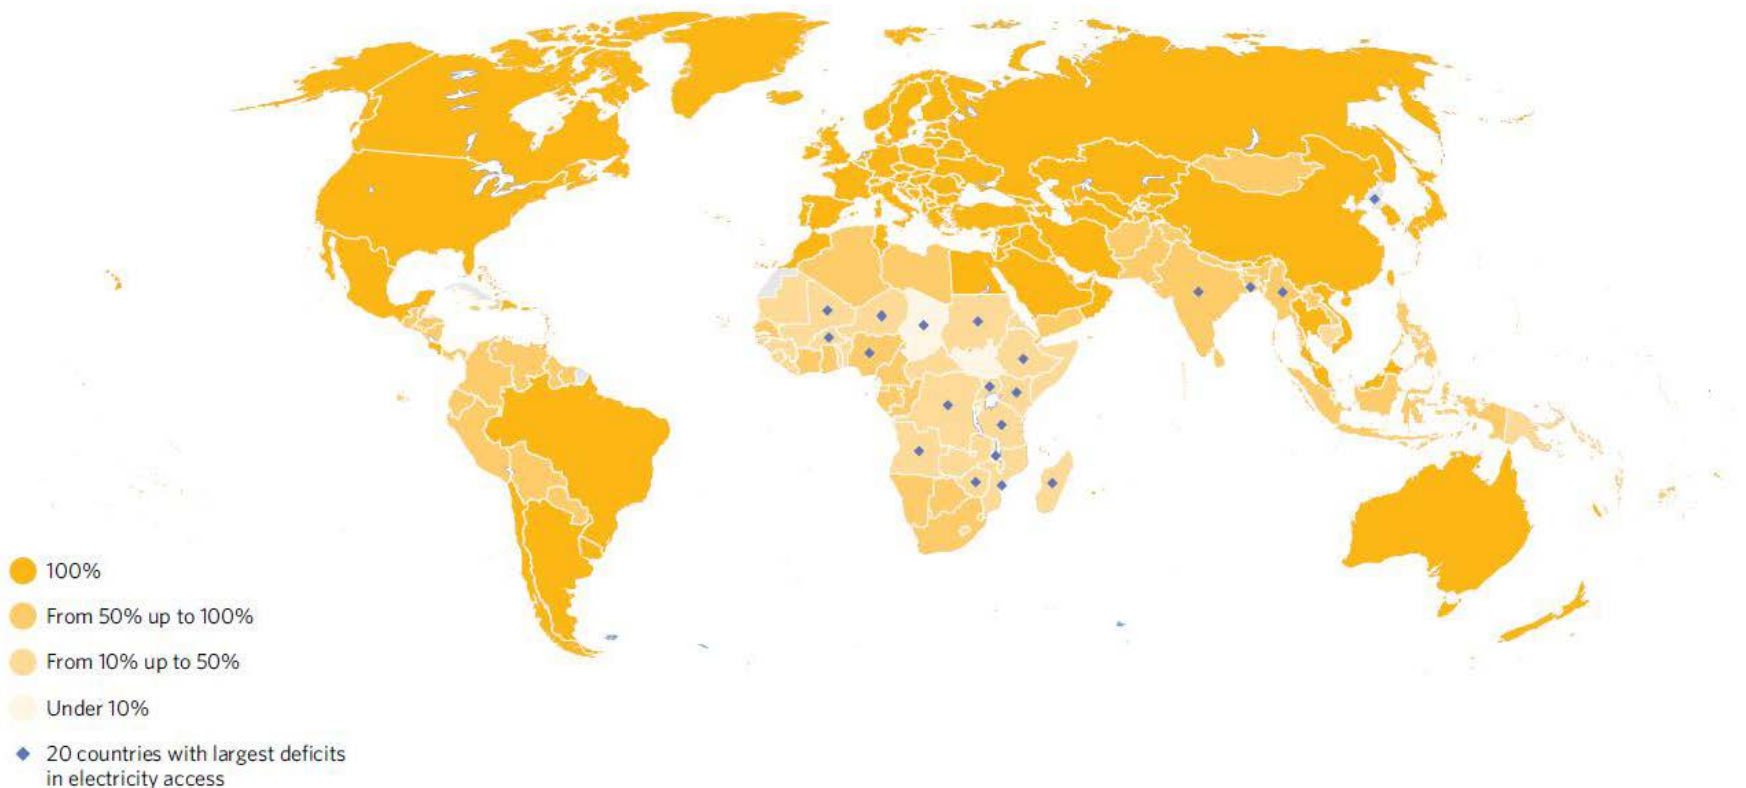 100%
From 50% up to 100%
From 10% up to 50%
Under 10%
20 countries with largest deficits
in electricity access